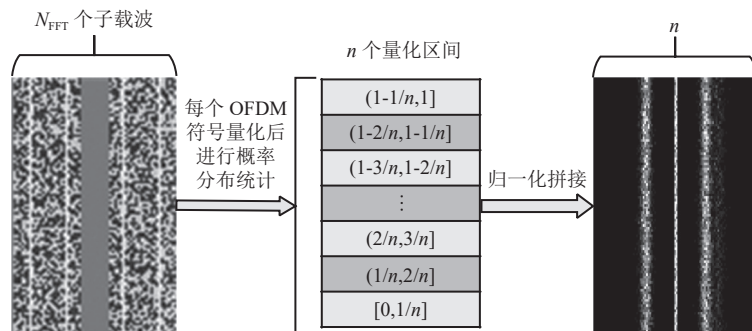 N_FFT 个子载波
每个 OFDM
符号量化后
进行概率
分布统计
n 个量化区间
(1-1/n,1]
(1-2/n,1-1/n]
(1-3/n,1-2/n]
⋮
(2/n,3/n]
(1/n,2/n]
[0,1/n]
归一化拼接
n